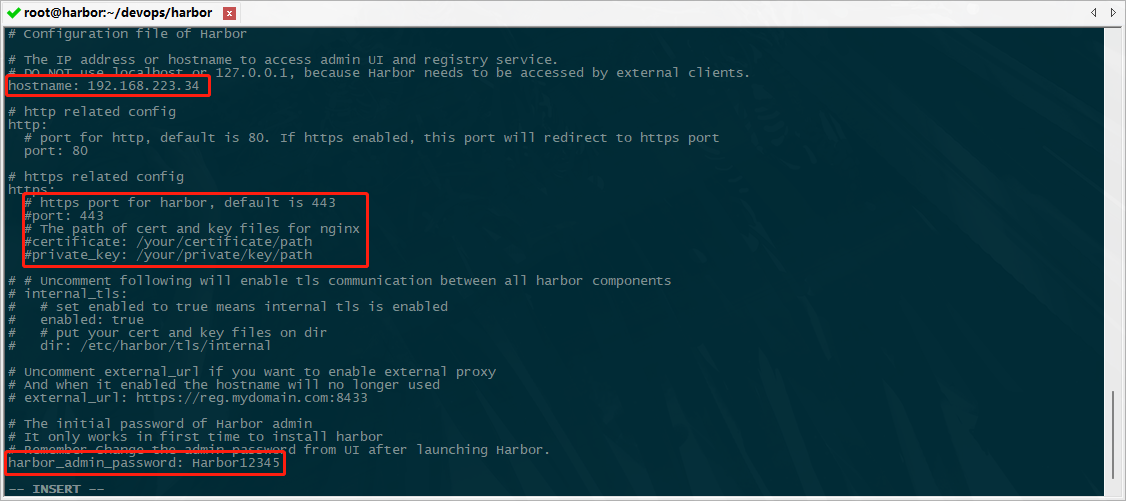 root@harbor:~/devops/harbor
# Configuration file of Harbor
# The IP address or hostname to access admin UI and registry service.
# DO NOT use localhost or 127.0.0.1, because Harbor needs to be accessed by external clients.
hostname: 192.168.223.34
# http related config
http:
  # port for http, default is 80. If https enabled, this port will redirect to https port
  port: 80
# https related config
https:
  # https port for harbor, default is 443
  #port: 443
  # The path of cert and key files for nginx
  #certificate: /your/certificate/path
  #private_key: /your/private/key/path
# # Uncomment following will enable tls communication between all harbor components
# internal_tls:
#   # set enabled to true means internal tls is enabled
#   enabled: true
#   # put your cert and key files on dir
#   dir: /etc/harbor/tls/internal
# Uncomment external_url if you want to enable external proxy
# And when it enabled the hostname will no longer used
# external_url: https://reg.mydomain.com:8433
# The initial password of Harbor admin
# It only works in first time to install harbor
# Remember Change the admin password from UI after launching Harbor.
harbor_admin_password: Harbor12345
-- INSERT --